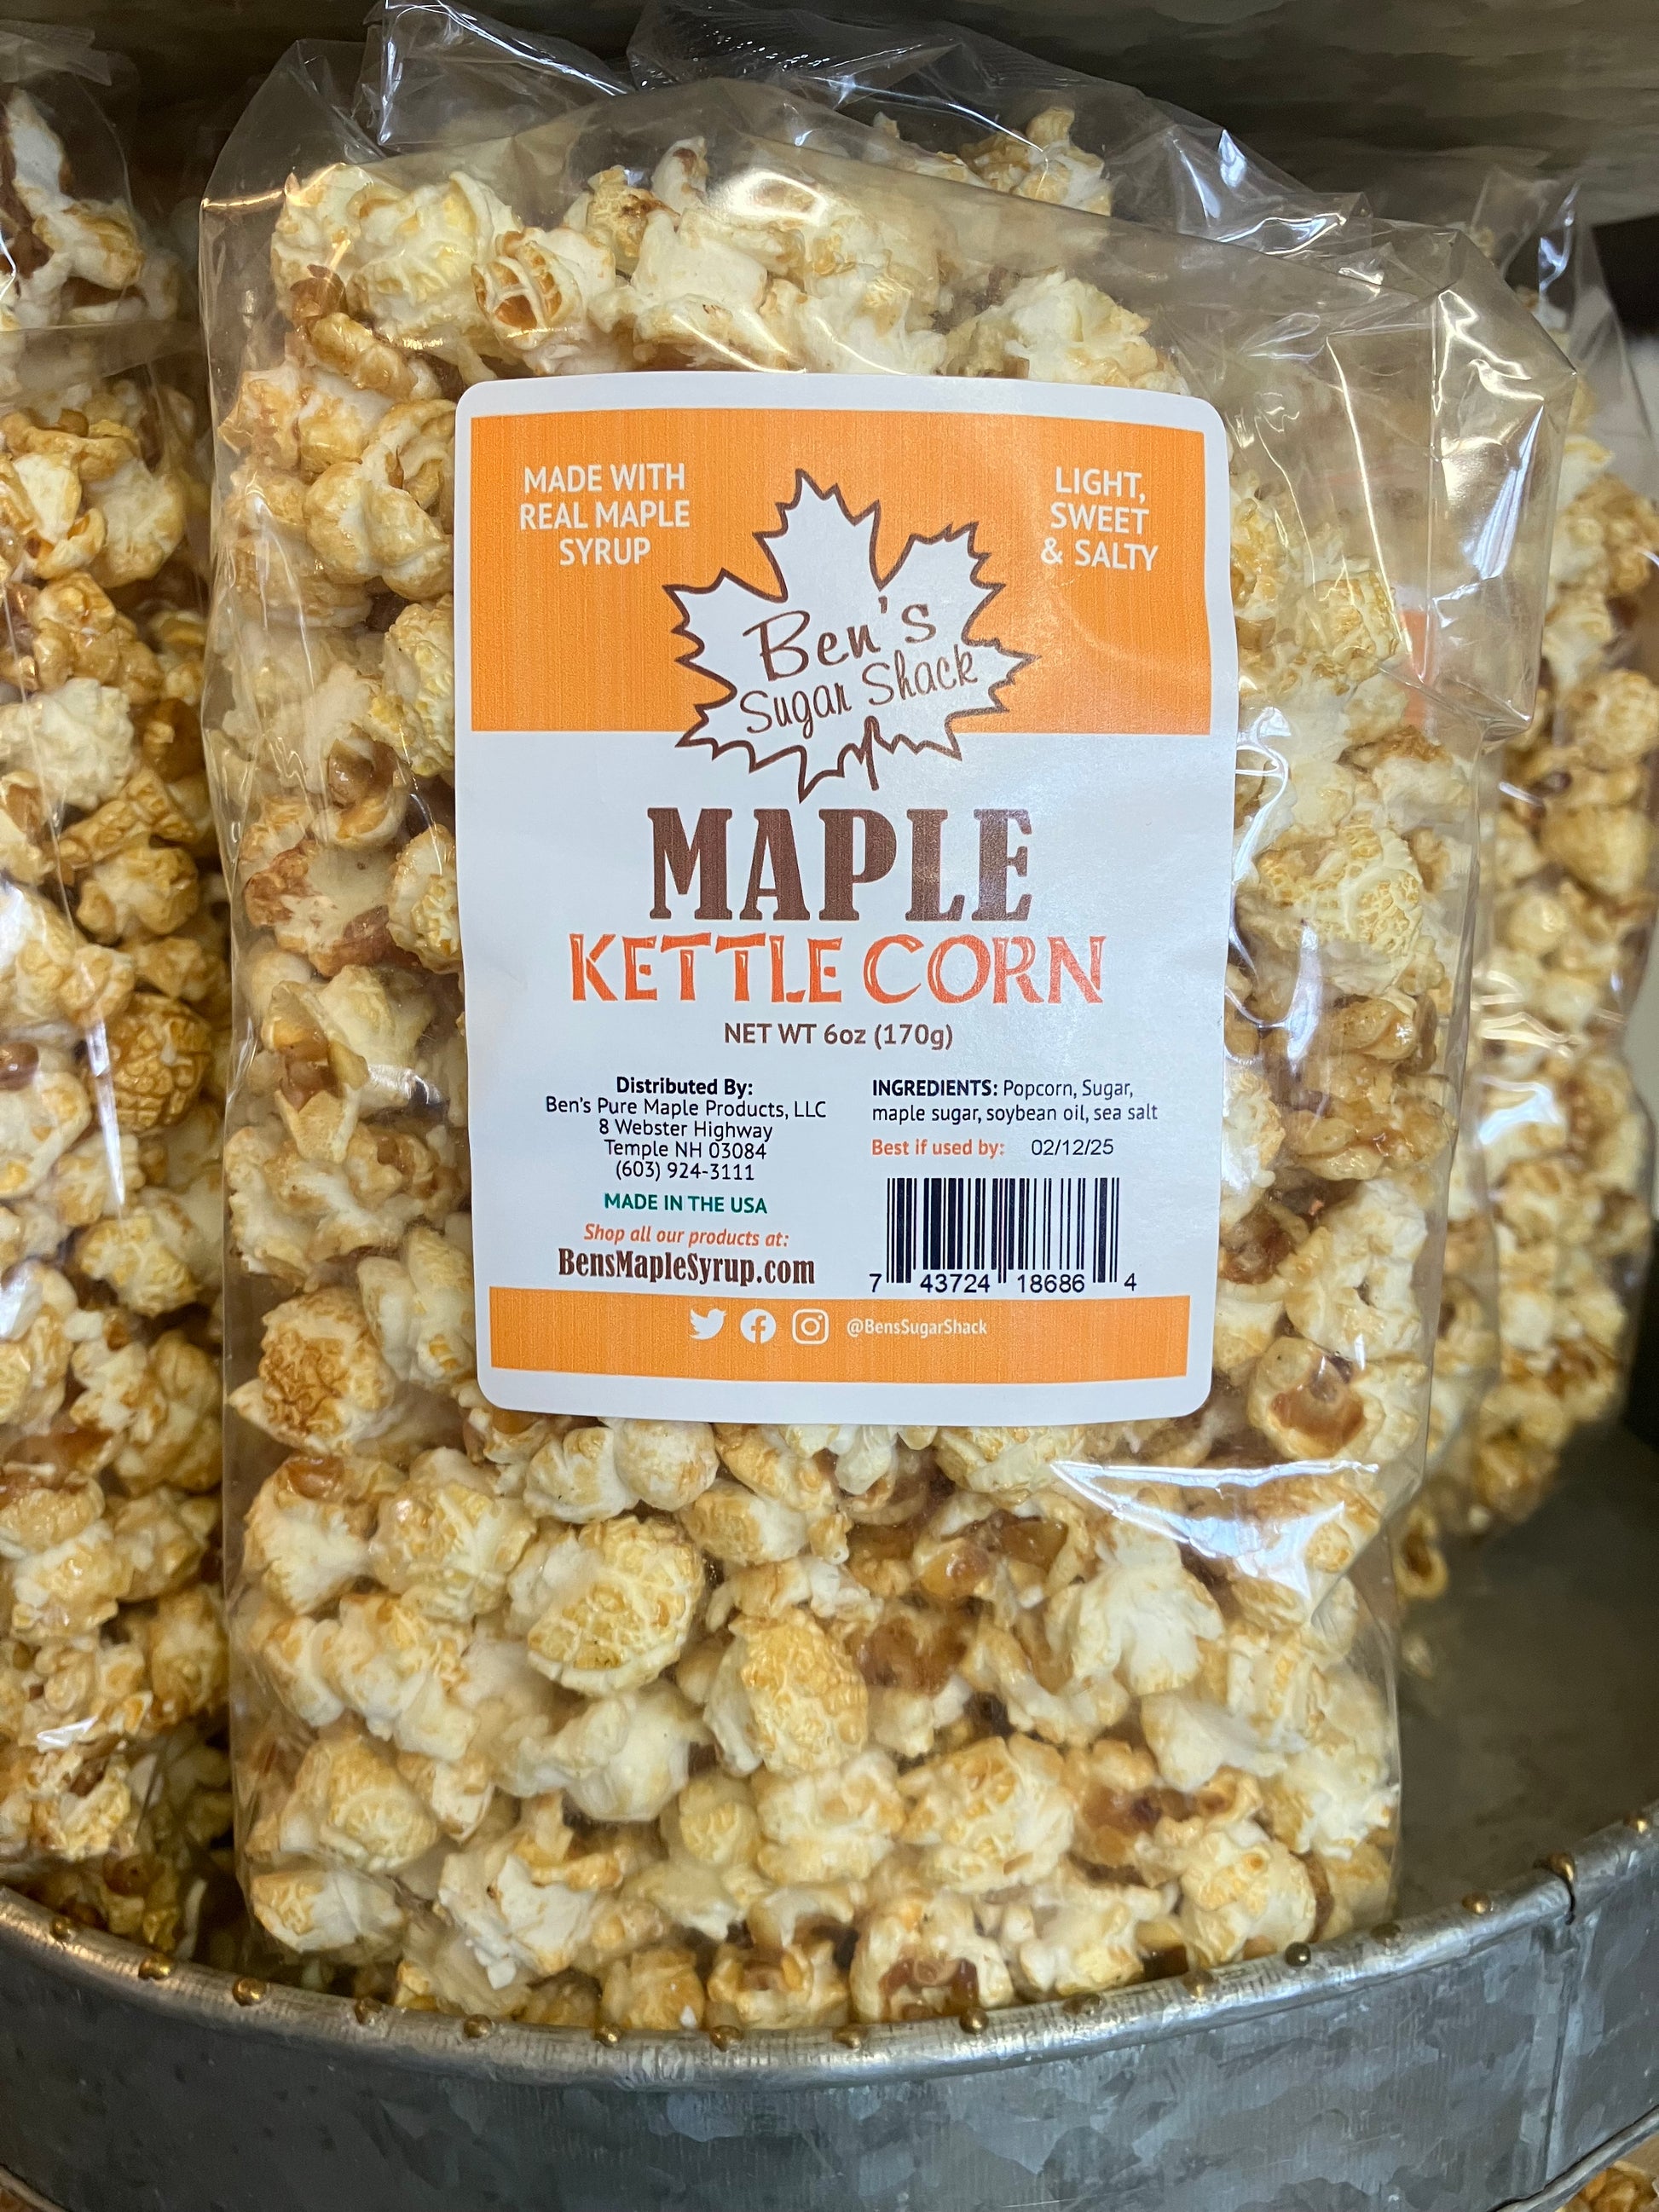 MADE WITH
REAL MAPLE
SYRUP
LIGHT,
SWEET
& SALTY
Ben's
Sugar Shack
MAPLE
KETTLE CORN
NET WT 6oz (170g)
Distributed By:
Ben's Pure Maple Products, LLC
8 Webster Highway
Temple NH 03084
(603) 924-3111
MADE IN THE USA
Shop all our products at:
BensMapleSyrup.com
INGREDIENTS: Popcorn, Sugar,
maple sugar, soybean oil, sea salt
Best if used by: 02/12/25
7 43724 18686 4
@BensSugarShack